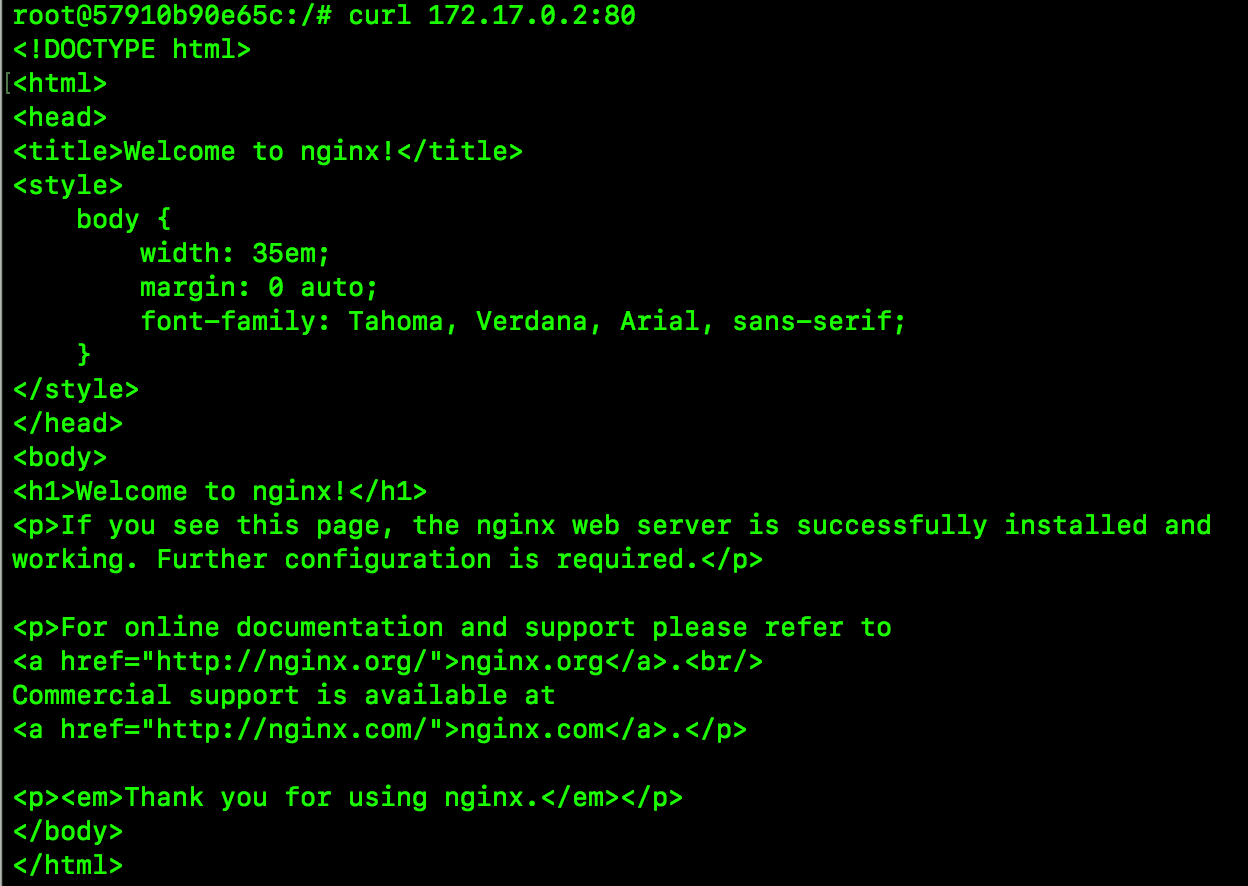 root@57910b90e65c:/# curl 172.17.0.2:80
<!DOCTYPE html>
[<html>
<head>
<title>Welcome to nginx!</title>
<style>
    body {
        width: 35em;
        margin: 0 auto;
        font-family: Tahoma, Verdana, Arial, sans-serif;
    }
</style>
</head>
<body>
<h1>Welcome to nginx!</h1>
<p>If you see this page, the nginx web server is successfully installed and
working. Further configuration is required.</p>

<p>For online documentation and support please refer to
<a href="http://nginx.org/">nginx.org</a>.<br/>
Commercial support is available at
<a href="http://nginx.com/">nginx.com</a>.</p>

<p><em>Thank you for using nginx.</em></p>
</body>
</html>